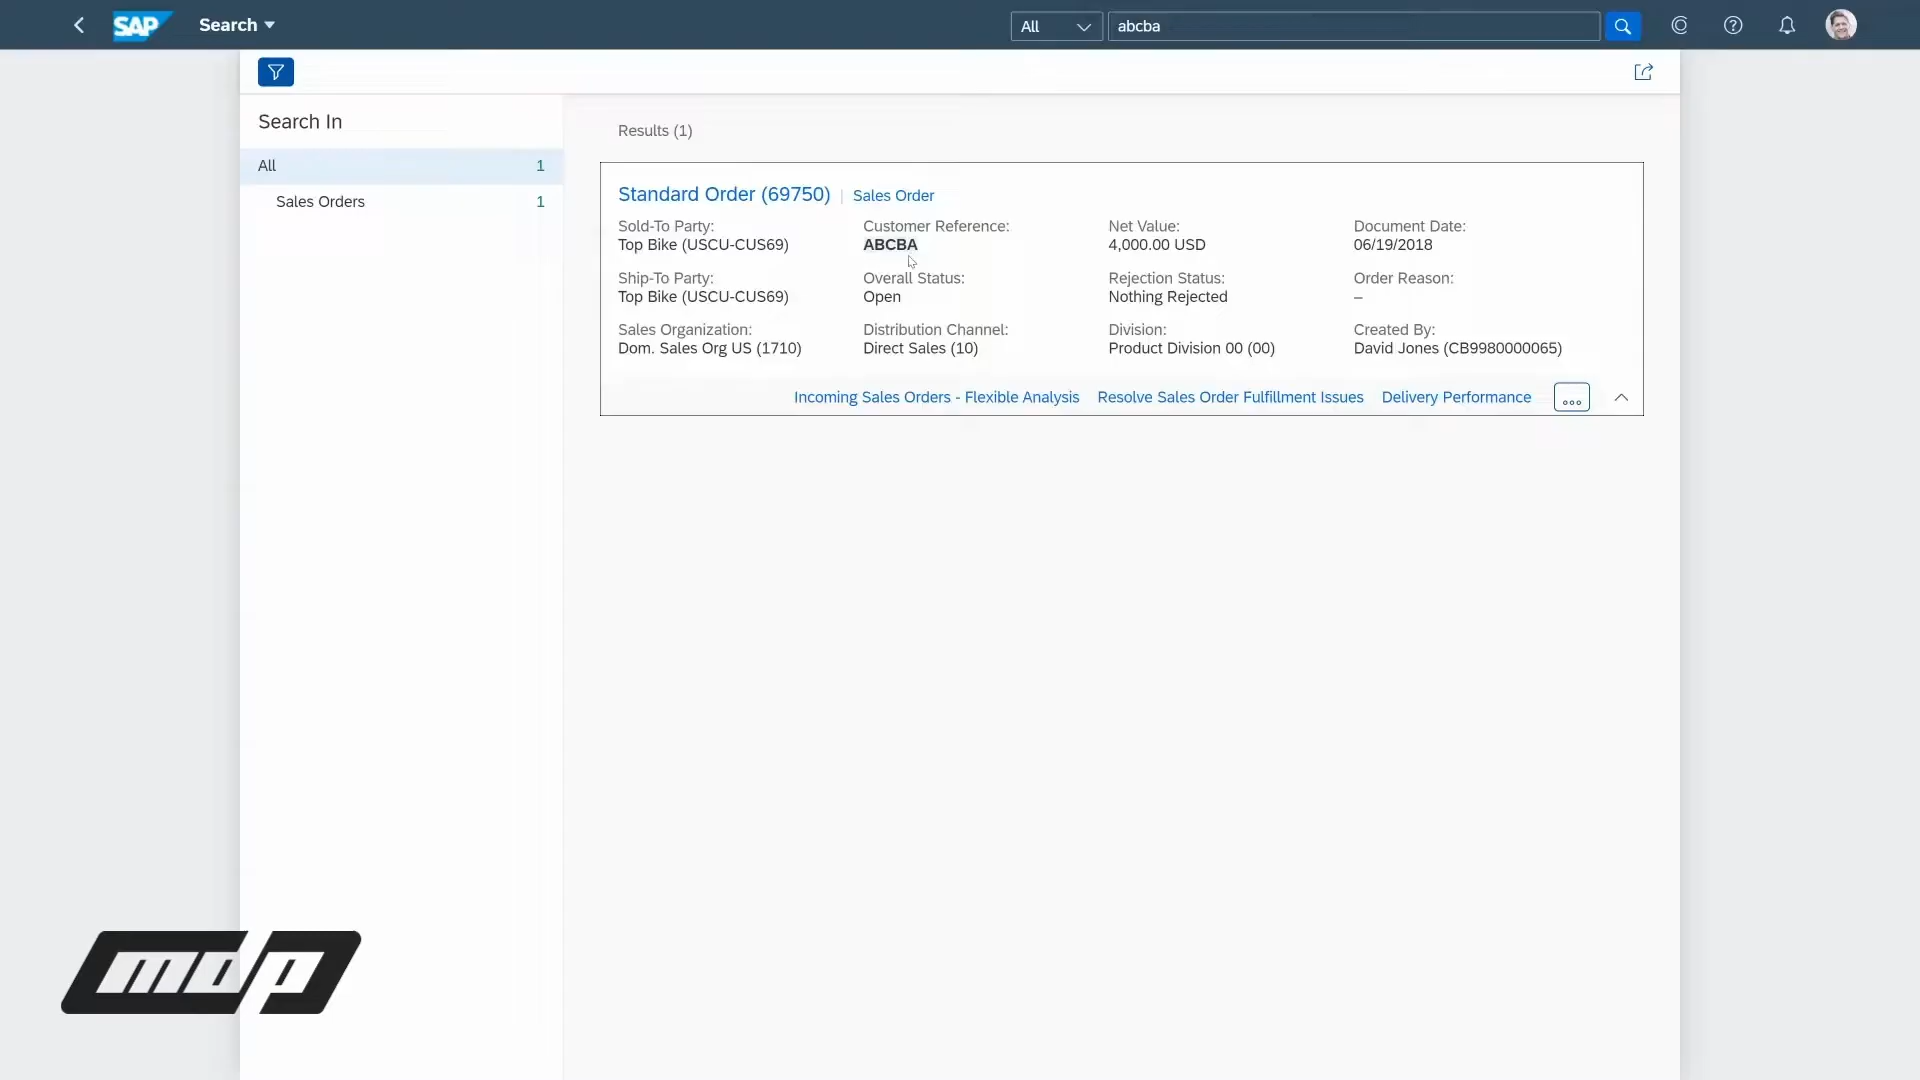 SAP Search All abcba
Search In
All 1
Sales Orders 1
Results (1)
Standard Order (69750) | Sales Order
Sold-To Party: Customer Reference: Net Value: Document Date:
Top Bike (USCU-CUS69) ABCBA 4,000.00 USD 06/19/2018
Ship-To Party: Overall Status: Rejection Status: Order Reason:
Top Bike (USCU-CUS69) Open Nothing Rejected –
Sales Organization: Distribution Channel: Division: Created By:
Dom. Sales Org US (1710) Direct Sales (10) Product Division 00 (00) David Jones (CB9980000065)
Incoming Sales Orders - Flexible Analysis Resolve Sales Order Fulfillment Issues Delivery Performance
mdp